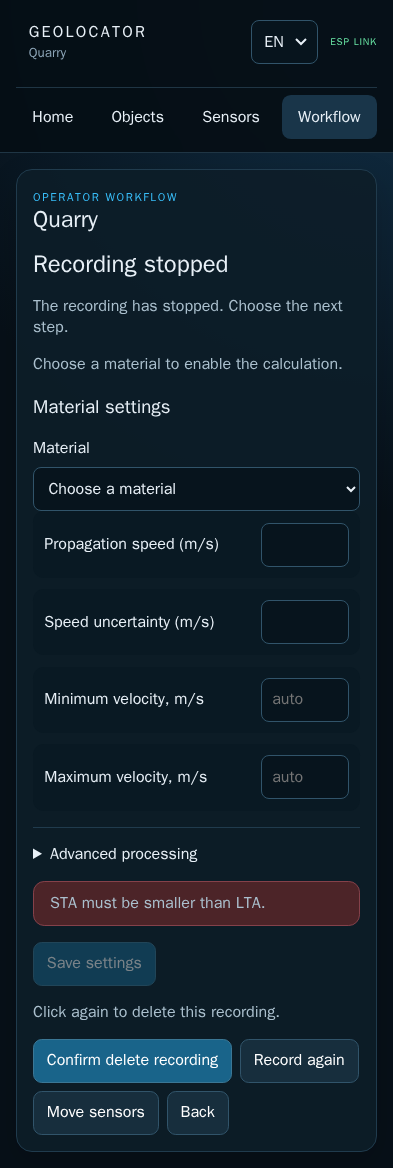 GEOLOCATOR
Quarry
EN
ESP LINK
Home
Objects
Sensors
Workflow
OPERATOR WORKFLOW
Quarry
Recording stopped
The recording has stopped. Choose the next
step.
Choose a material to enable the calculation.
Material settings
Material
Choose a material
Propagation speed (m/s)
Speed uncertainty (m/s)
Minimum velocity, m/s
auto
Maximum velocity, m/s
auto
Advanced processing
STA must be smaller than LTA.
Save settings
Click again to delete this recording.
Confirm delete recording
Record again
Move sensors
Back